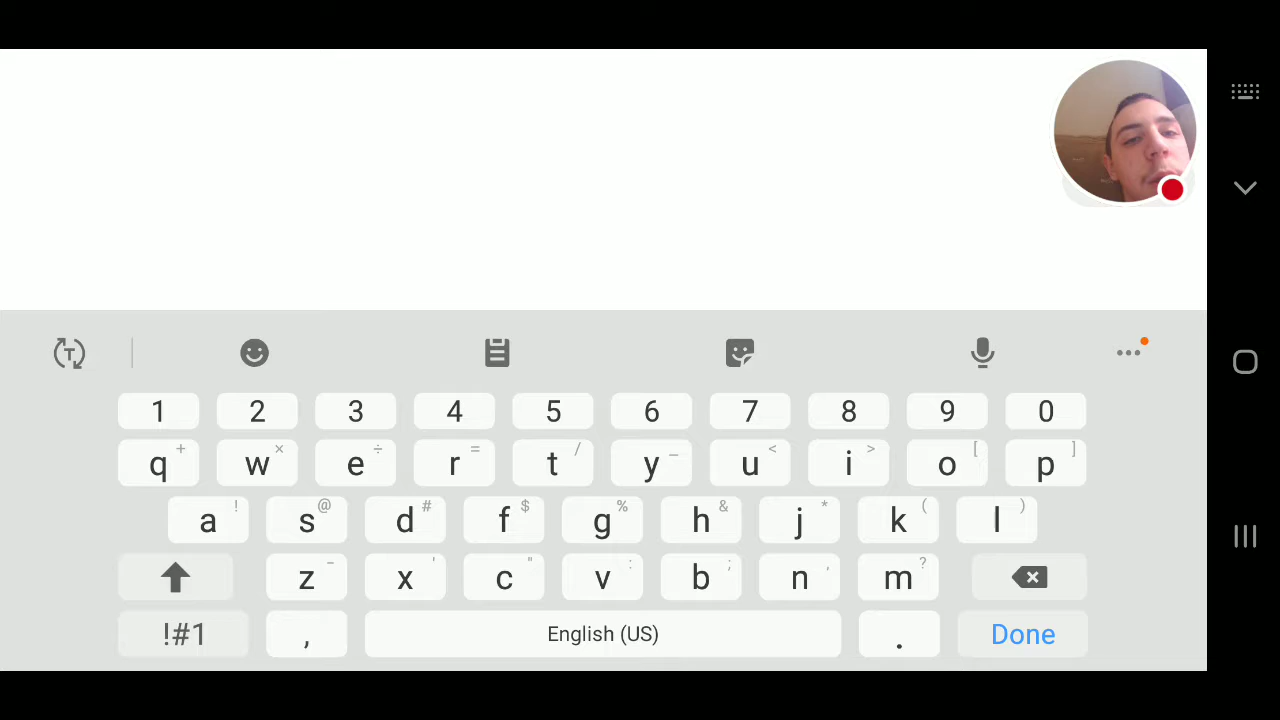 1 2 3 4 5 6 7 8 9 0
q + w × e ÷ r = t / y _ u < i > o [ p ]
a ! s @ d # f $ g % h & j * k ( l )
z - x ' c " v : b ; n , m ?
!#1 , English (US) . Done